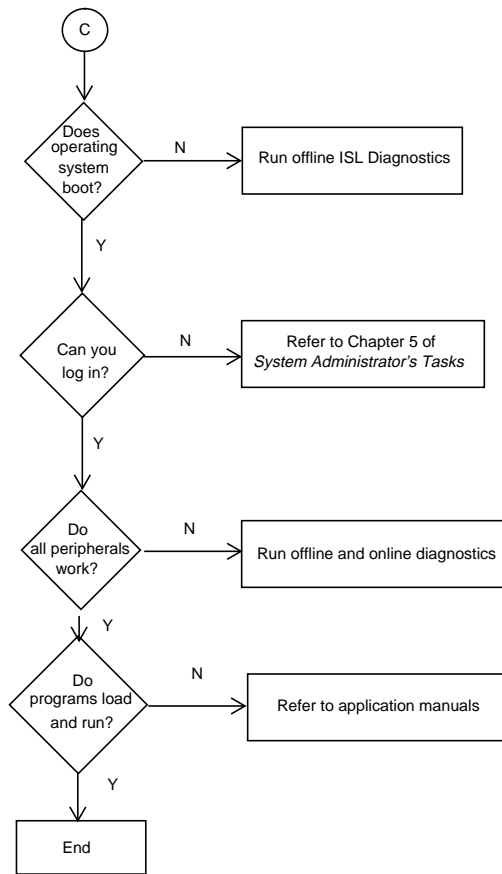 C
Does
operating
system
boot?
N
Run offline ISL Diagnostics
Y
Can you
log in?
N
Refer to Chapter 5 of
System Administrator's Tasks
Y
Do
all peripherals
work?
N
Run offline and online diagnostics
Y
Do
programs load
and run?
N
Refer to application manuals
Y
End